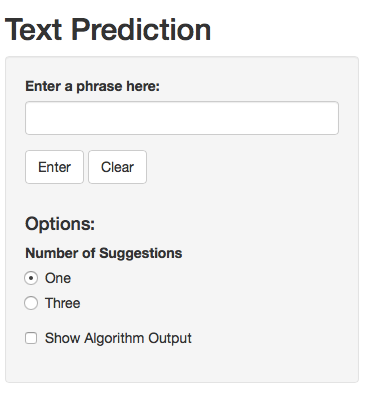 Text Prediction
Enter a phrase here:
Enter Clear
Options:
Number of Suggestions
One
Three
Show Algorithm Output